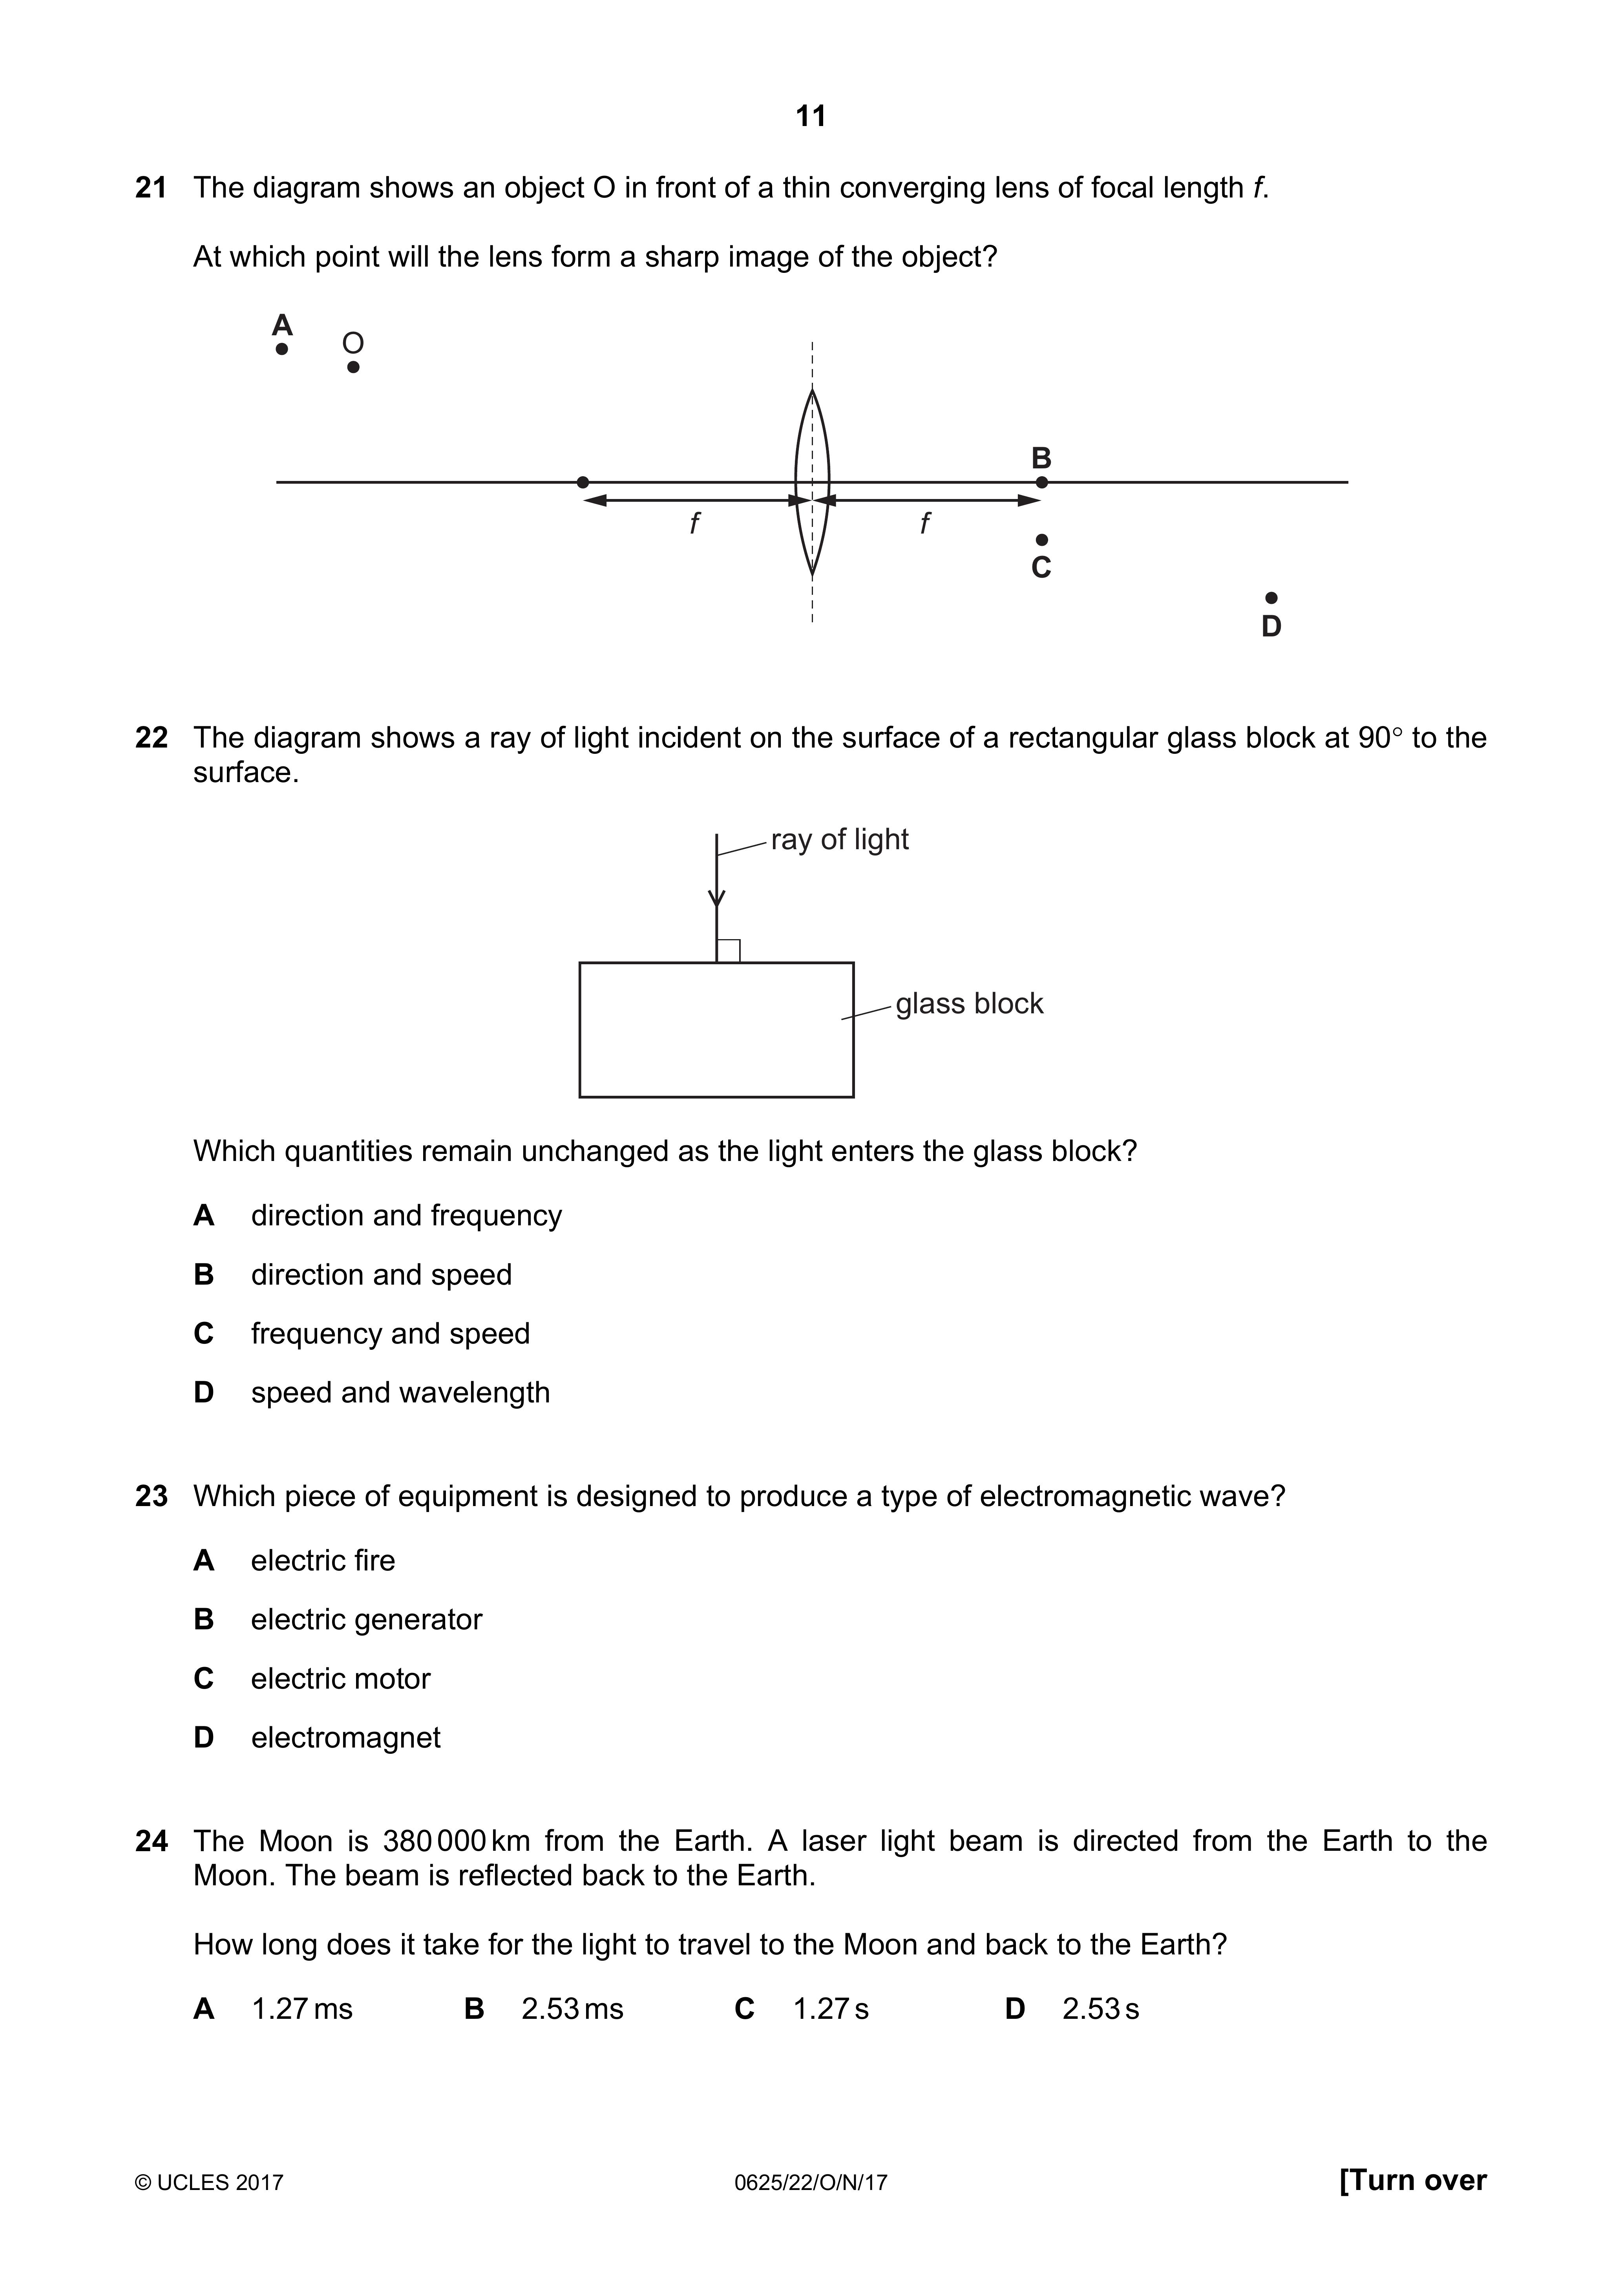 11
21 The diagram shows an object O in front of a thin converging lens of focal length f.
At which point will the lens form a sharp image of the object?
A
O
B
f
f
C
D
22 The diagram shows a ray of light incident on the surface of a rectangular glass block at 90° to the
surface.
ray of light
glass block
Which quantities remain unchanged as the light enters the glass block?
A direction and frequency
B direction and speed
C frequency and speed
D speed and wavelength
23 Which piece of equipment is designed to produce a type of electromagnetic wave?
A electric fire
B electric generator
C electric motor
D electromagnet
24 The Moon is 380 000 km from the Earth. A laser light beam is directed from the Earth to the
Moon. The beam is reflected back to the Earth.
How long does it take for the light to travel to the Moon and back to the Earth?
A 1.27 ms B 2.53 ms C 1.27 s D 2.53 s
© UCLES 2017 0625/22/O/N/17 [Turn over